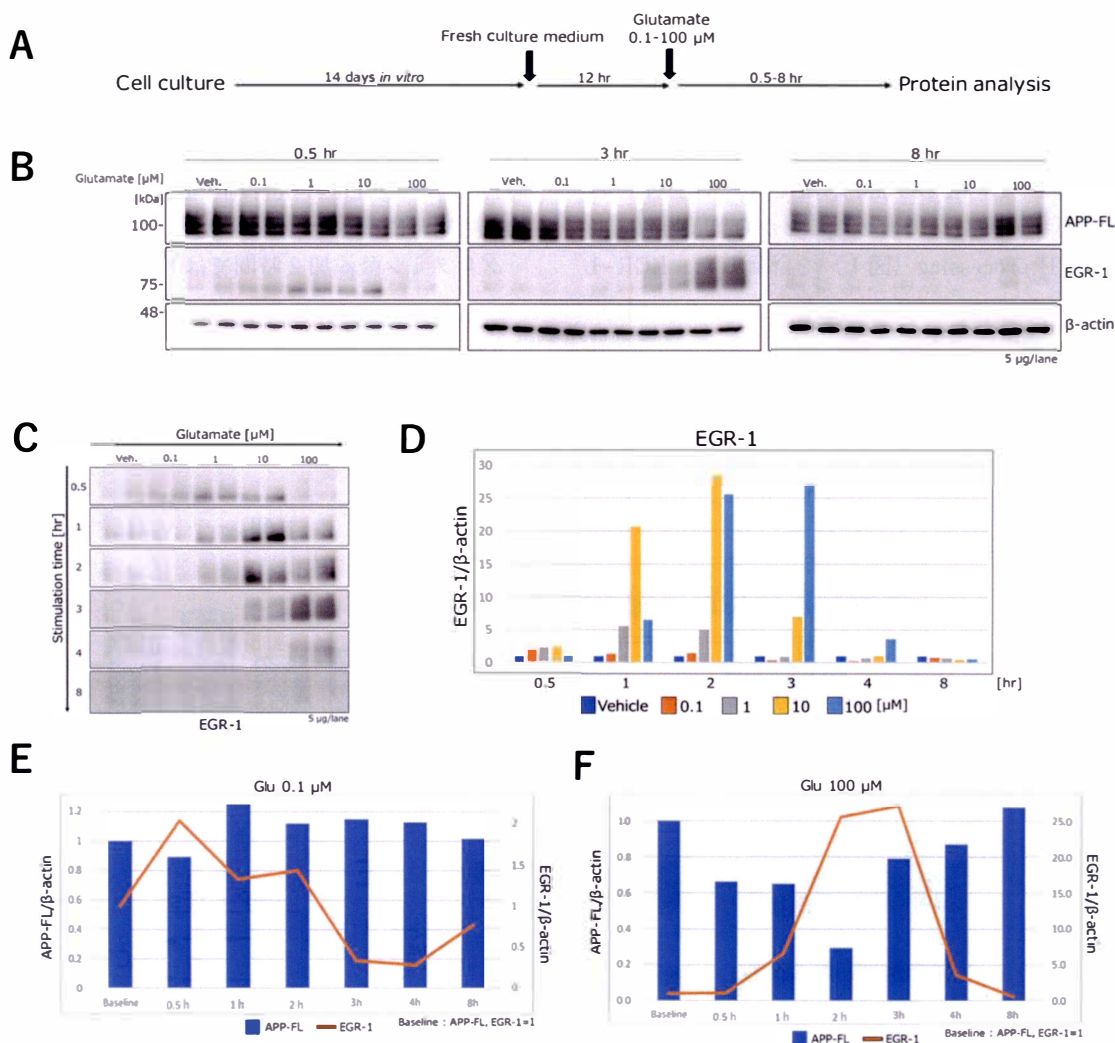 A
Fresh culture medium
Glutamate
0.1-100 µM
Cell culture
14 days in vitro
12 hr
0.5-8 hr
Protein analysis
B
0.5 hr
3 hr
8 hr
Glutamate [µM]
Veh. 0.1 1 10 100
Veh. 0.1 1 10 100
Veh. 0.1 1 10 100
[kDa]
100-
APP-FL
75-
EGR-1
48-
β-actin
5 µg/lane
C
Glutamate [µM]
Veh. 0.1 1 10 100
Stimulation time [hr]
0.5
1
2
3
4
8
EGR-1
5 µg/lane
D
EGR-1
EGR-1/β-actin
30
25
20
15
10
5
0
0.5 1 2 3 4 8 [hr]
Vehicle 0.1 1 10 100 [µM]
E
Glu 0.1 µM
APP-FL/β-actin
1.2
1
0.8
0.6
0.4
0.2
0
2
1.5
1
0.5
0
EGR-1/β-actin
Baseline 0.5 h 1 h 2 h 3h 4h 8h
APP-FL EGR-1
Baseline : APP-FL, EGR-1=1
F
Glu 100 µM
APP-FL/β-actin
1.0
0.8
0.6
0.4
0.2
0.0
25.0
20.0
15.0
10.0
5.0
0.0
EGR-1/β-actin
Baseline 0.5 h 1 h 2 h 3h 4h 8h
APP-FL EGR-1
Baseline : APP-FL, EGR-1=1